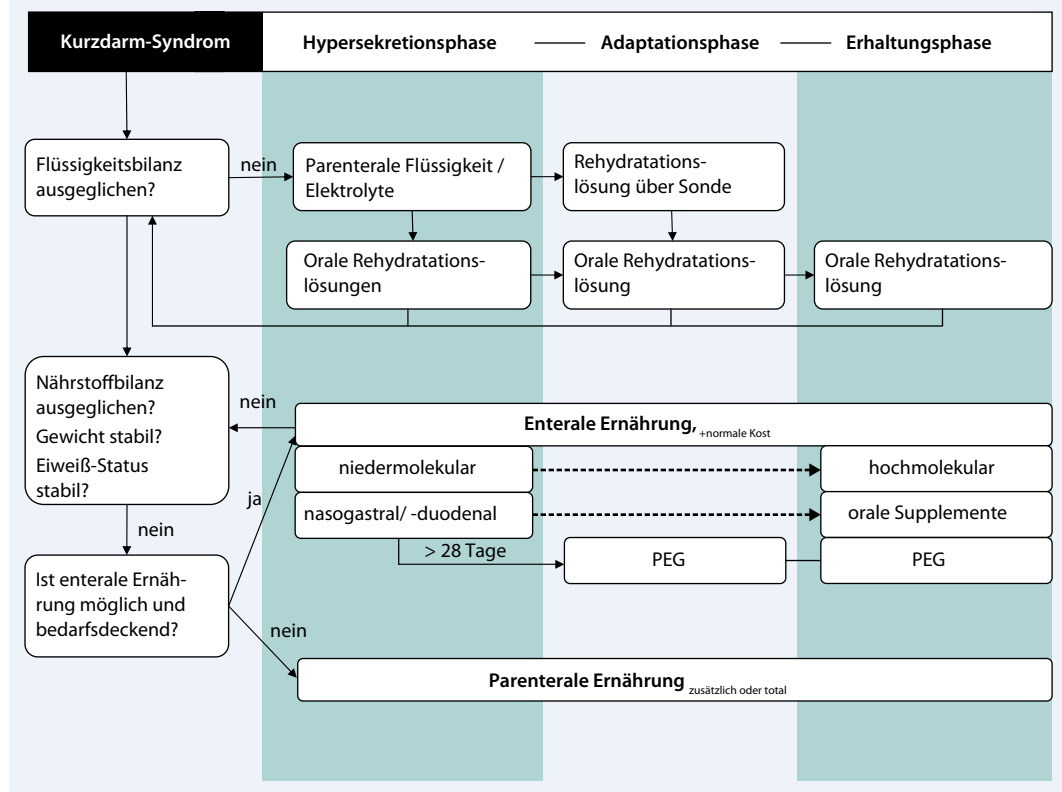 Kurzdarm-Syndrom
Hypersekretionsphase
Adaptationsphase
Erhaltungsphase
Flüssigkeitsbilanz
ausgeglichen?
nein
Parenterale Flüssigkeit /
Elektrolyte
Rehydratations-
lösung über Sonde
Orale Rehydratations-
lösungen
Orale Rehydratations-
lösung
Orale Rehydratations-
lösung
Nährstoffbilanz
ausgeglichen?
Gewicht stabil?
Eiweiß-Status
stabil?
nein
Enterale Ernährung, +normale Kost
niedermolekular
hochmolekular
nasogastral/ -duodenal
orale Supplemente
ja
nein
> 28 Tage
PEG
PEG
Ist enterale Ernäh-
rung möglich und
bedarfsdeckend?
nein
Parenterale Ernährung zusätzlich oder total